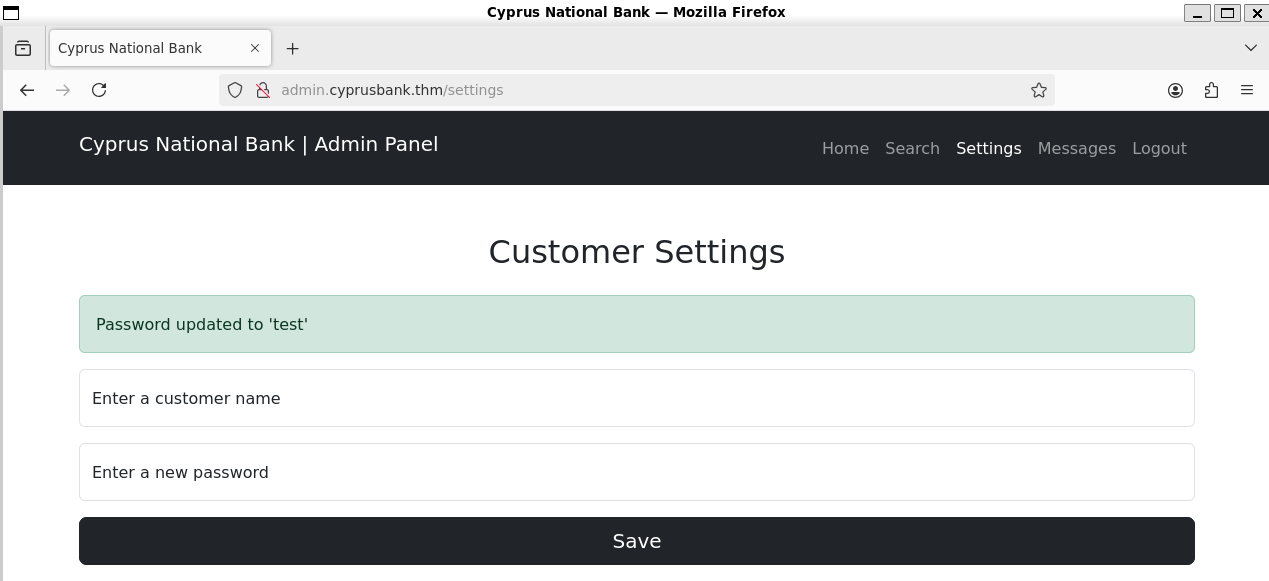 Cyprus National Bank — Mozilla Firefox
Cyprus National Bank
admin.cyprusbank.thm/settings
Cyprus National Bank | Admin Panel
Home Search Settings Messages Logout
Customer Settings
Password updated to 'test'
Enter a customer name
Enter a new password
Save